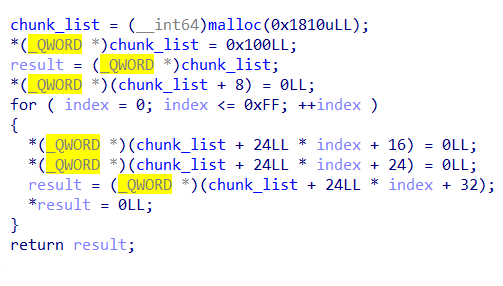 chunk_list = (__int64)malloc(0x1810uLL);
*(_QWORD *)chunk_list = 0x100LL;
result = (_QWORD *)chunk_list;
*(_QWORD *)(chunk_list + 8) = 0LL;
for ( index = 0; index <= 0xFF; ++index )
{
  *(_QWORD *)(chunk_list + 24LL * index + 16) = 0LL;
  *(_QWORD *)(chunk_list + 24LL * index + 24) = 0LL;
  result = (_QWORD *)(chunk_list + 24LL * index + 32);
  *result = 0LL;
}
return result;